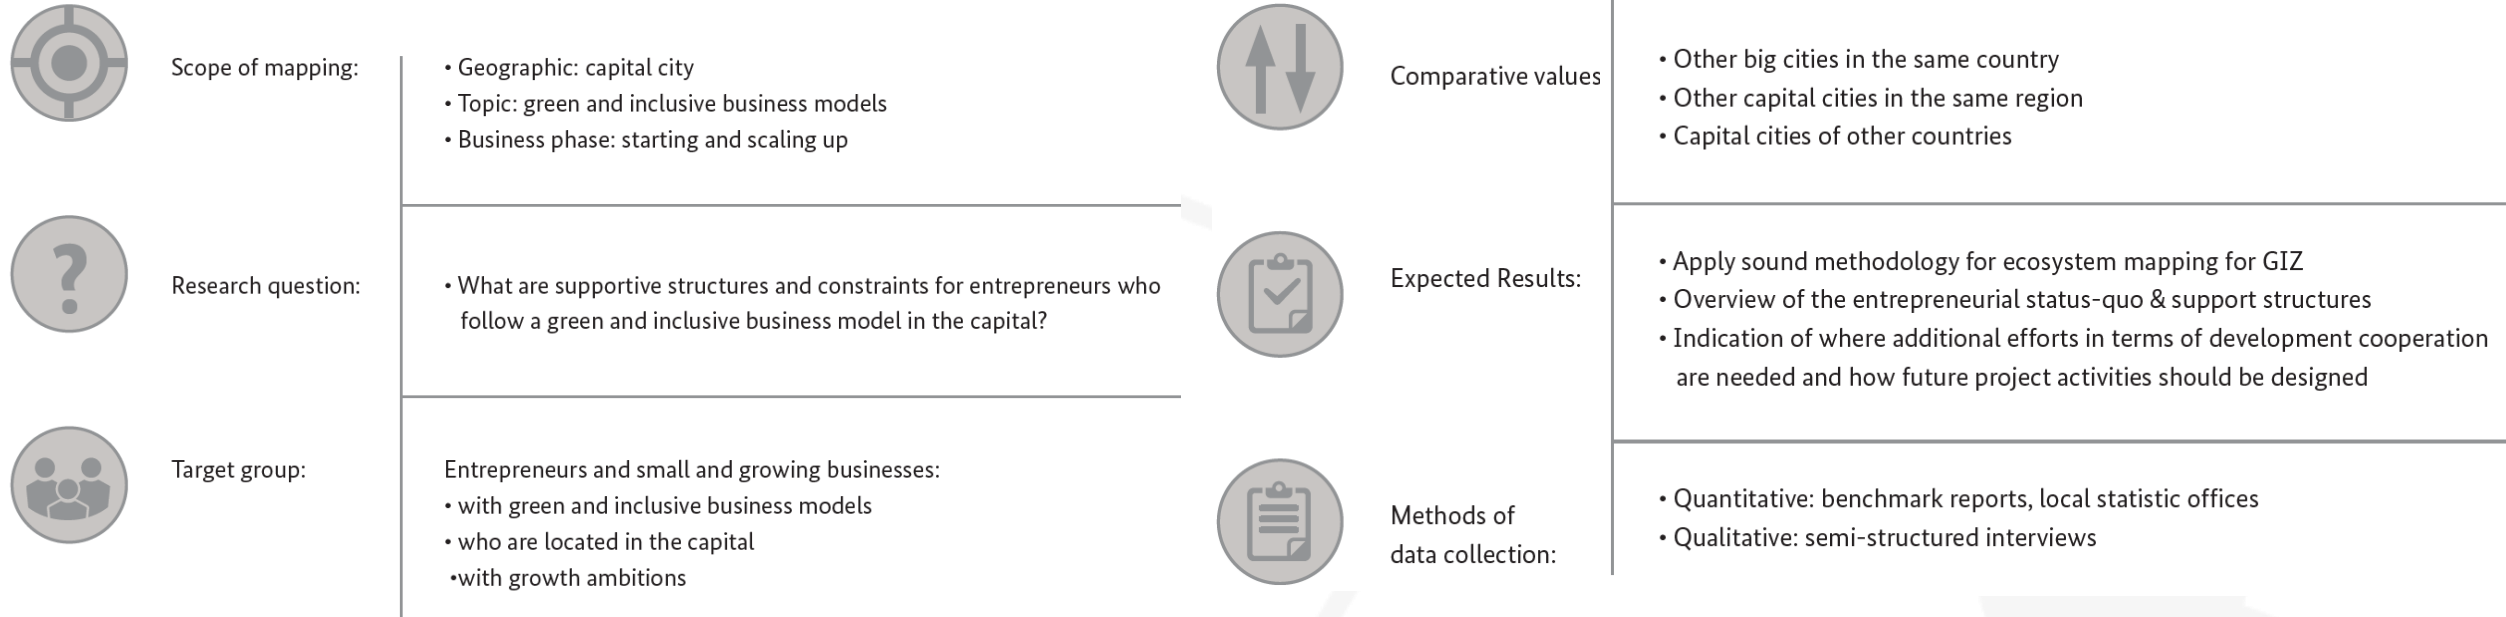 Scope of mapping:
• Geographic: capital city
• Topic: green and inclusive business models
• Business phase: starting and scaling up
Research question:
• What are supportive structures and constraints for entrepreneurs who
follow a green and inclusive business model in the capital?
Target group:
Entrepreneurs and small and growing businesses:
• with green and inclusive business models
• who are located in the capital
•with growth ambitions
Comparative values
• Other big cities in the same country
• Other capital cities in the same region
• Capital cities of other countries
Expected Results:
• Apply sound methodology for ecosystem mapping for GIZ
• Overview of the entrepreneurial status-quo & support structures
• Indication of where additional efforts in terms of development cooperation
are needed and how future project activities should be designed
Methods of
data collection:
• Quantitative: benchmark reports, local statistic offices
• Qualitative: semi-structured interviews